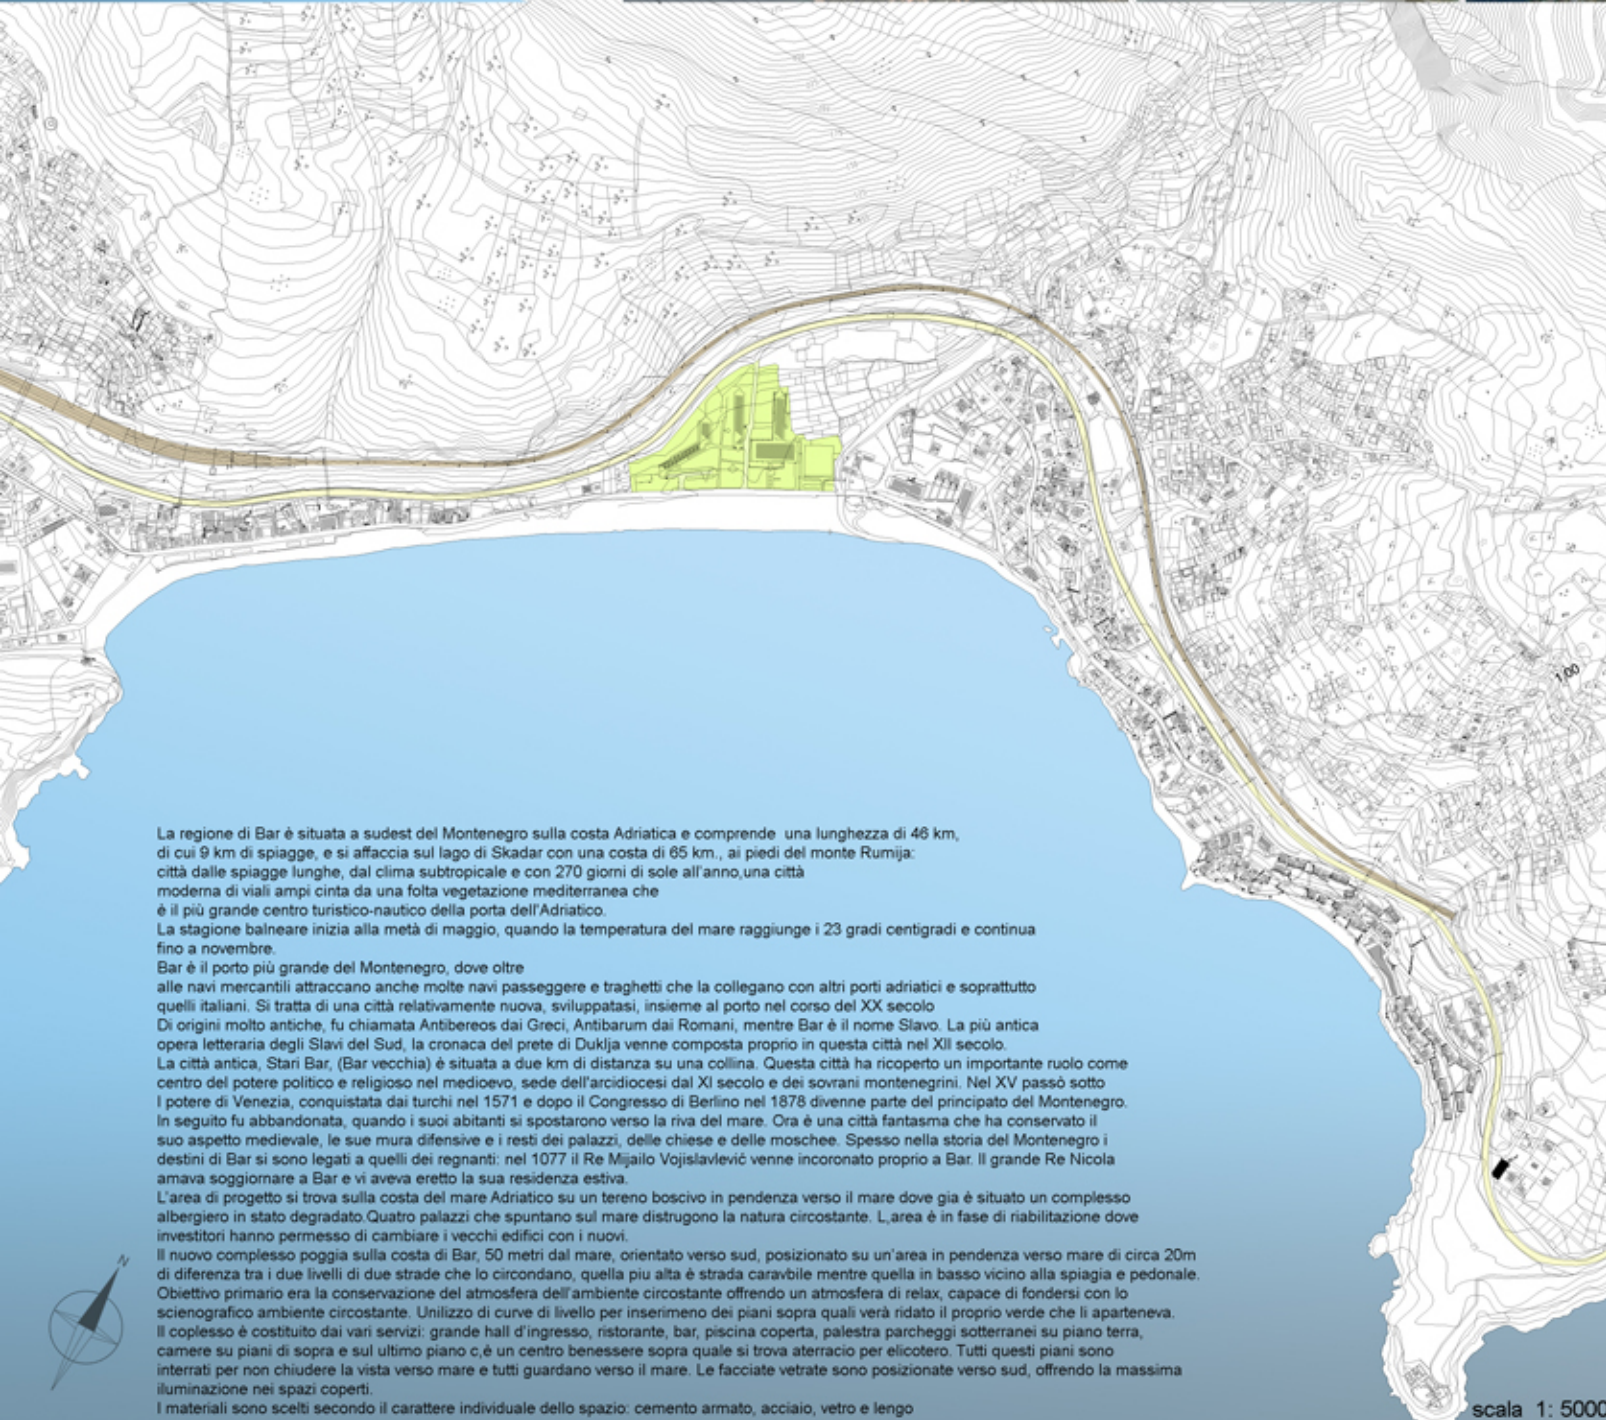 La regione di Bar è situata a sudest del Montenegro sulla costa Adriatica e comprende una lunghezza di 46 km,
di cui 9 km di spiagge, e si affaccia sul lago di Skadar con una costa di 65 km., ai piedi del monte Rumija:
città dalle spiagge lunghe, dal clima subtropicale e con 270 giorni di sole all'anno,una città
moderna di viali ampi cinta da una folta vegetazione mediterranea che
è il più grande centro turistico-nautico della porta dell'Adriatico.
La stagione balneare inizia alla metà di maggio, quando la temperatura del mare raggiunge i 23 gradi centigradi e continua
fino a novembre.
Bar è il porto più grande del Montenegro, dove oltre
alle navi mercantili attraccano anche molte navi passeggere e traghetti che la collegano con altri porti adriatici e soprattutto
quelli italiani. Si tratta di una città relativamente nuova, sviluppatasi, insieme al porto nel corso del XX secolo
Di origini molto antiche, fu chiamata Antibereos dai Greci, Antibarum dai Romani, mentre Bar è il nome Slavo. La più antica
opera letteraria degli Slavi del Sud, la cronaca del prete di Duklja venne composta proprio in questa città nel XII secolo.
La città antica, Stari Bar, (Bar vecchia) è situata a due km di distanza su una collina. Questa città ha ricoperto un importante ruolo come
centro del potere politico e religioso nel medioevo, sede dell'arcidiocesi dal XI secolo e dei sovrani montenegrini. Nel XV passò sotto
l potere di Venezia, conquistata dai turchi nel 1571 e dopo il Congresso di Berlino nel 1878 divenne parte del principato del Montenegro.
In seguito fu abbandonata, quando i suoi abitanti si spostarono verso la riva del mare. Ora è una città fantasma che ha conservato il
suo aspetto medievale, le sue mura difensive e i resti dei palazzi, delle chiese e delle moschee. Spesso nella storia del Montenegro i
destini di Bar si sono legati a quelli dei regnanti: nel 1077 il Re Mijailo Vojislavlević venne incoronato proprio a Bar. Il grande Re Nicola
amava soggiornare a Bar e vi aveva eretto la sua residenza estiva.
L'area di progetto si trova sulla costa del mare Adriatico su un tereno boscivo in pendenza verso il mare dove gia è situato un complesso
albergiero in stato degradato.Quatro palazzi che spuntano sul mare distrugono la natura circostante. L,area è in fase di riabilitazione dove
investitori hanno permesso di cambiare i vecchi edifici con i nuovi.
Il nuovo complesso poggia sulla costa di Bar, 50 metri dal mare, orientato verso sud, posizionato su un'area in pendenza verso mare di circa 20m
di diferenza tra i due livelli di due strade che lo circondano, quella piu alta è strada caravbile mentre quella in basso vicino alla spiagia e pedonale.
Obiettivo primario era la conservazione del atmosfera dell'ambiente circostante offrendo un atmosfera di relax, capace di fondersi con lo
scienografico ambiente circostante. Unilizzo di curve di livello per inserimeno dei piani sopra quali verà ridato il proprio verde che li aparteneva.
Il coplesso è costituito dai vari servizi: grande hall d'ingresso, ristorante, bar, piscina coperta, palestra parcheggi sotterranei su piano terra,
camere su piani di sopra e sul ultimo piano c,è un centro benessere sopra quale si trova aterraccio per elicotero. Tutti questi piani sono
interrati per non chiudere la vista verso mare e tutti guardano verso il mare. Le facciate vetrate sono posizionate verso sud, offrendo la massima
iluminazione nei spazi coperti.
I materiali sono scelti secondo il carattere individuale dello spazio: cemento armato, acciaio, vetro e lengo
N
1:00
scala 1: 5000